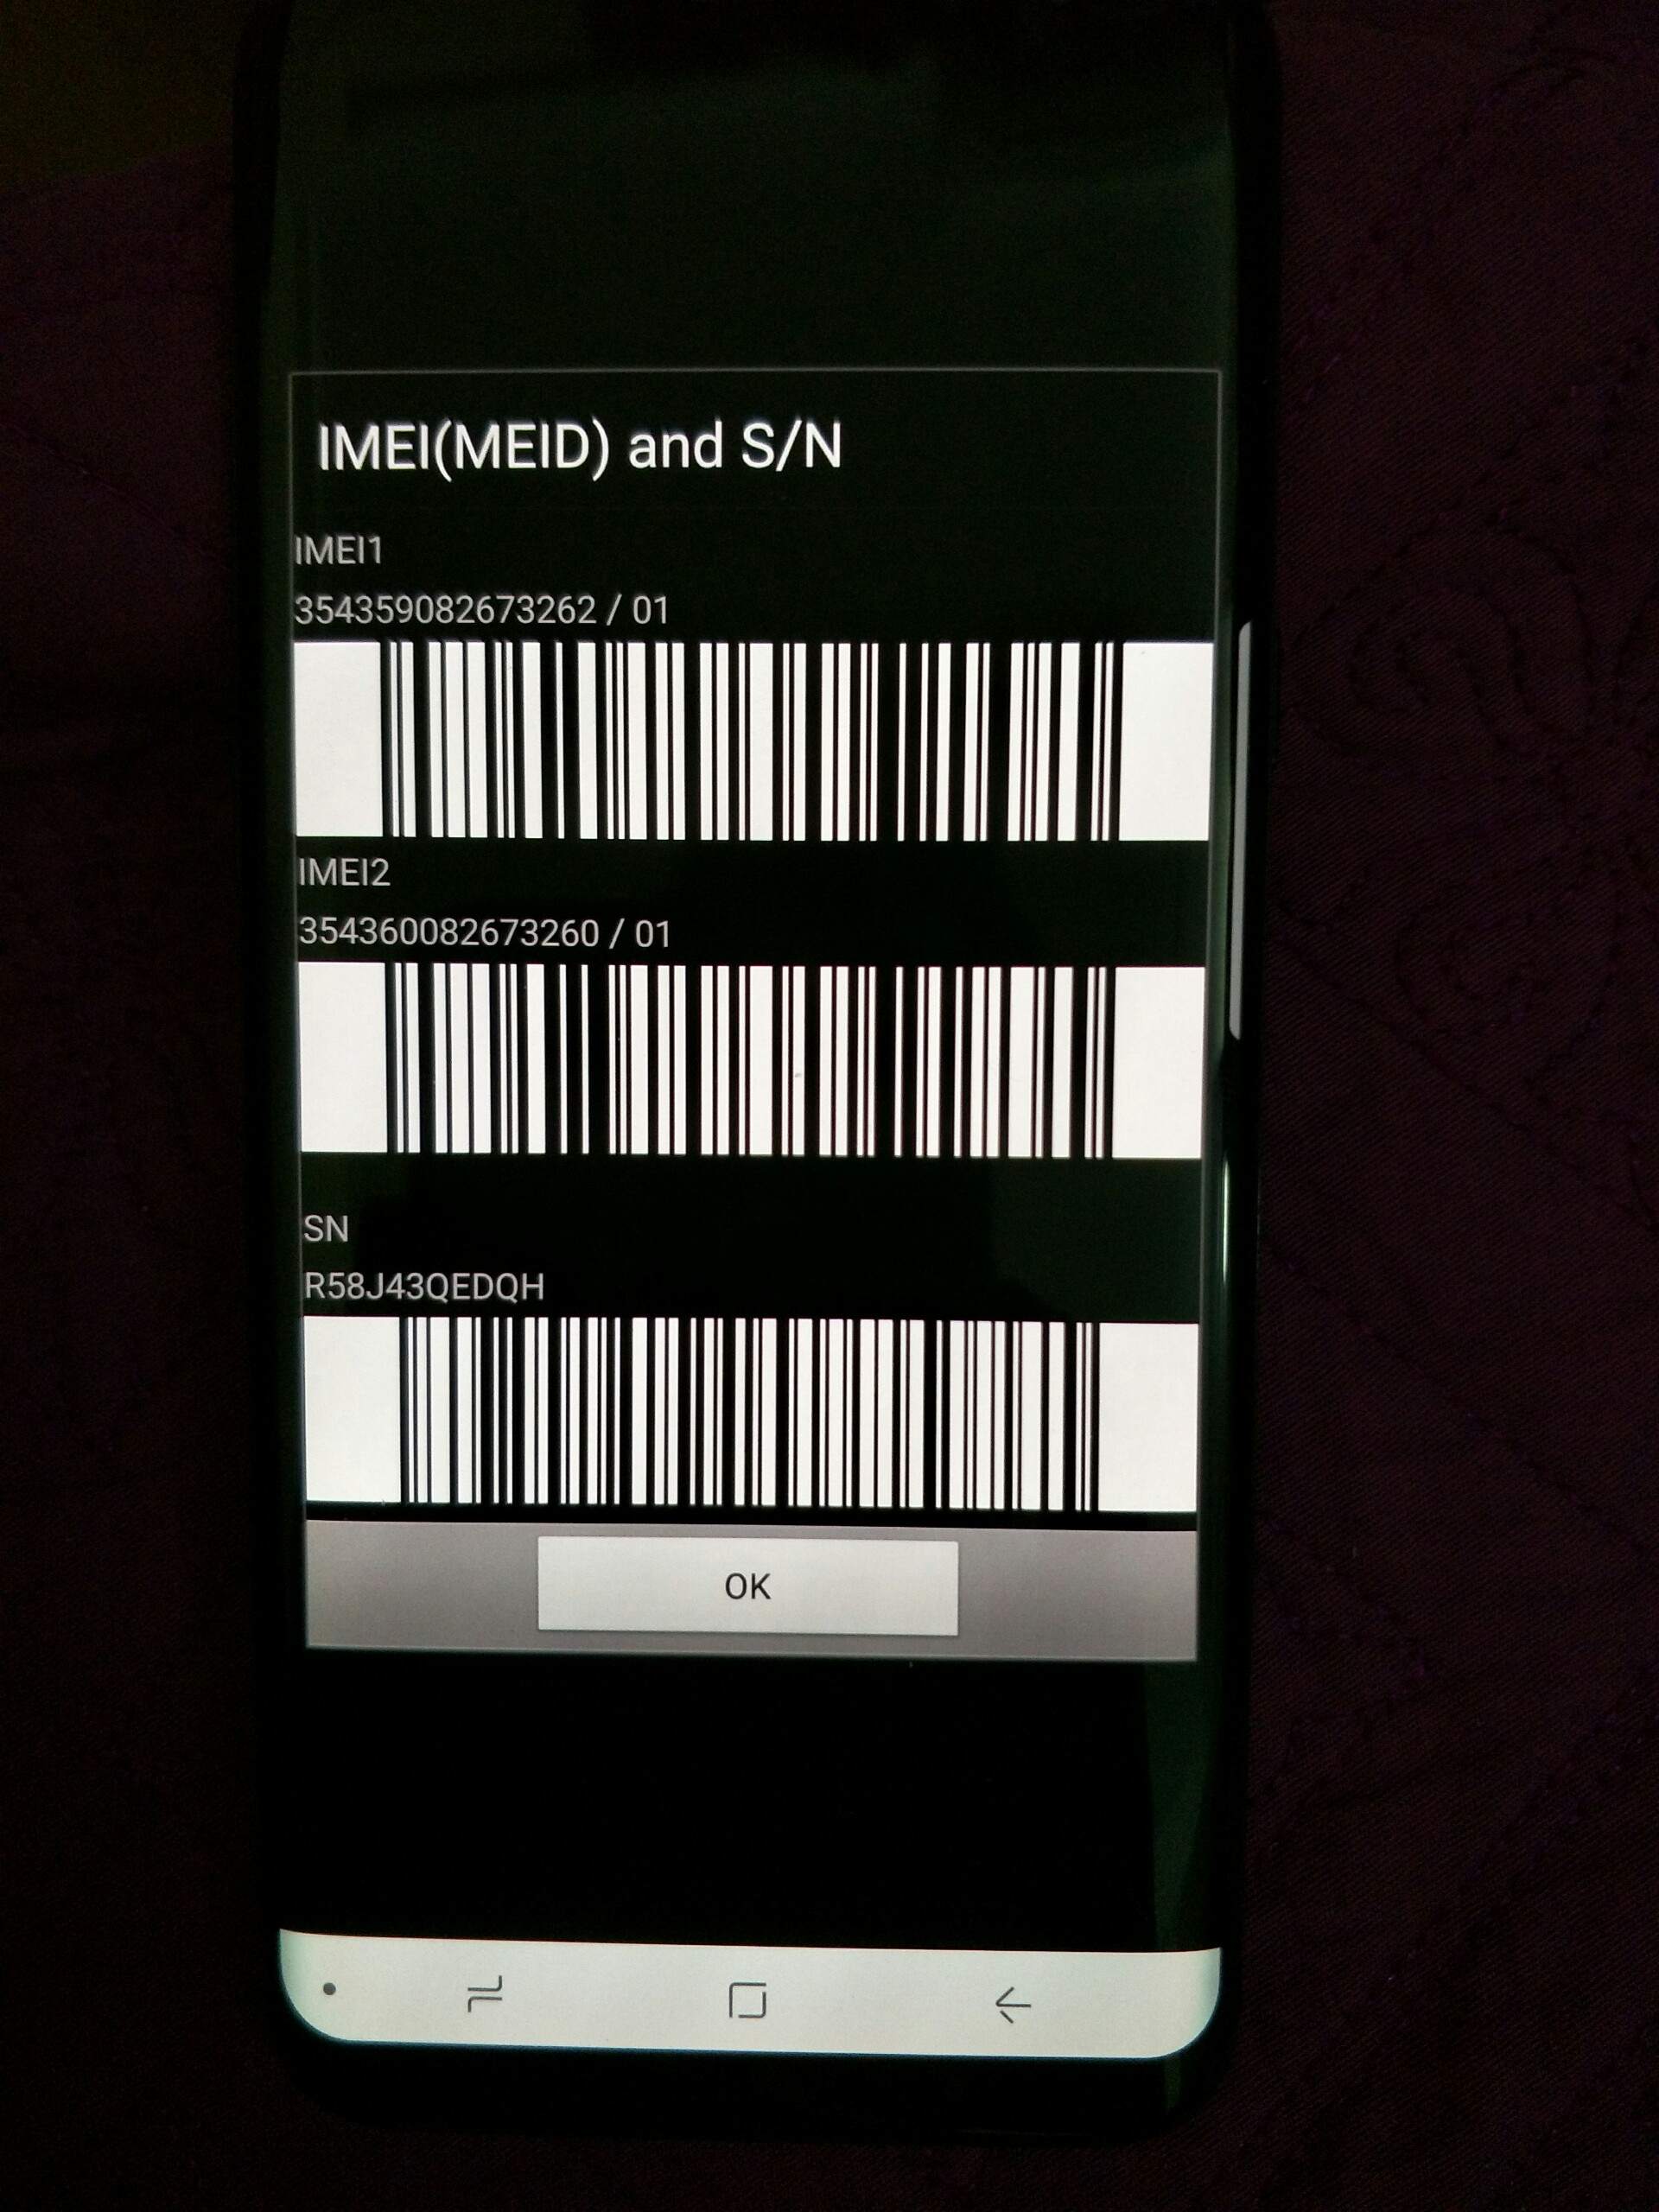 IMEI(MEID) and S/N
IMEI1
354359082673262 / 01
IMEI2
354360082673260 / 01
SN
R58J43QEDQH
OK